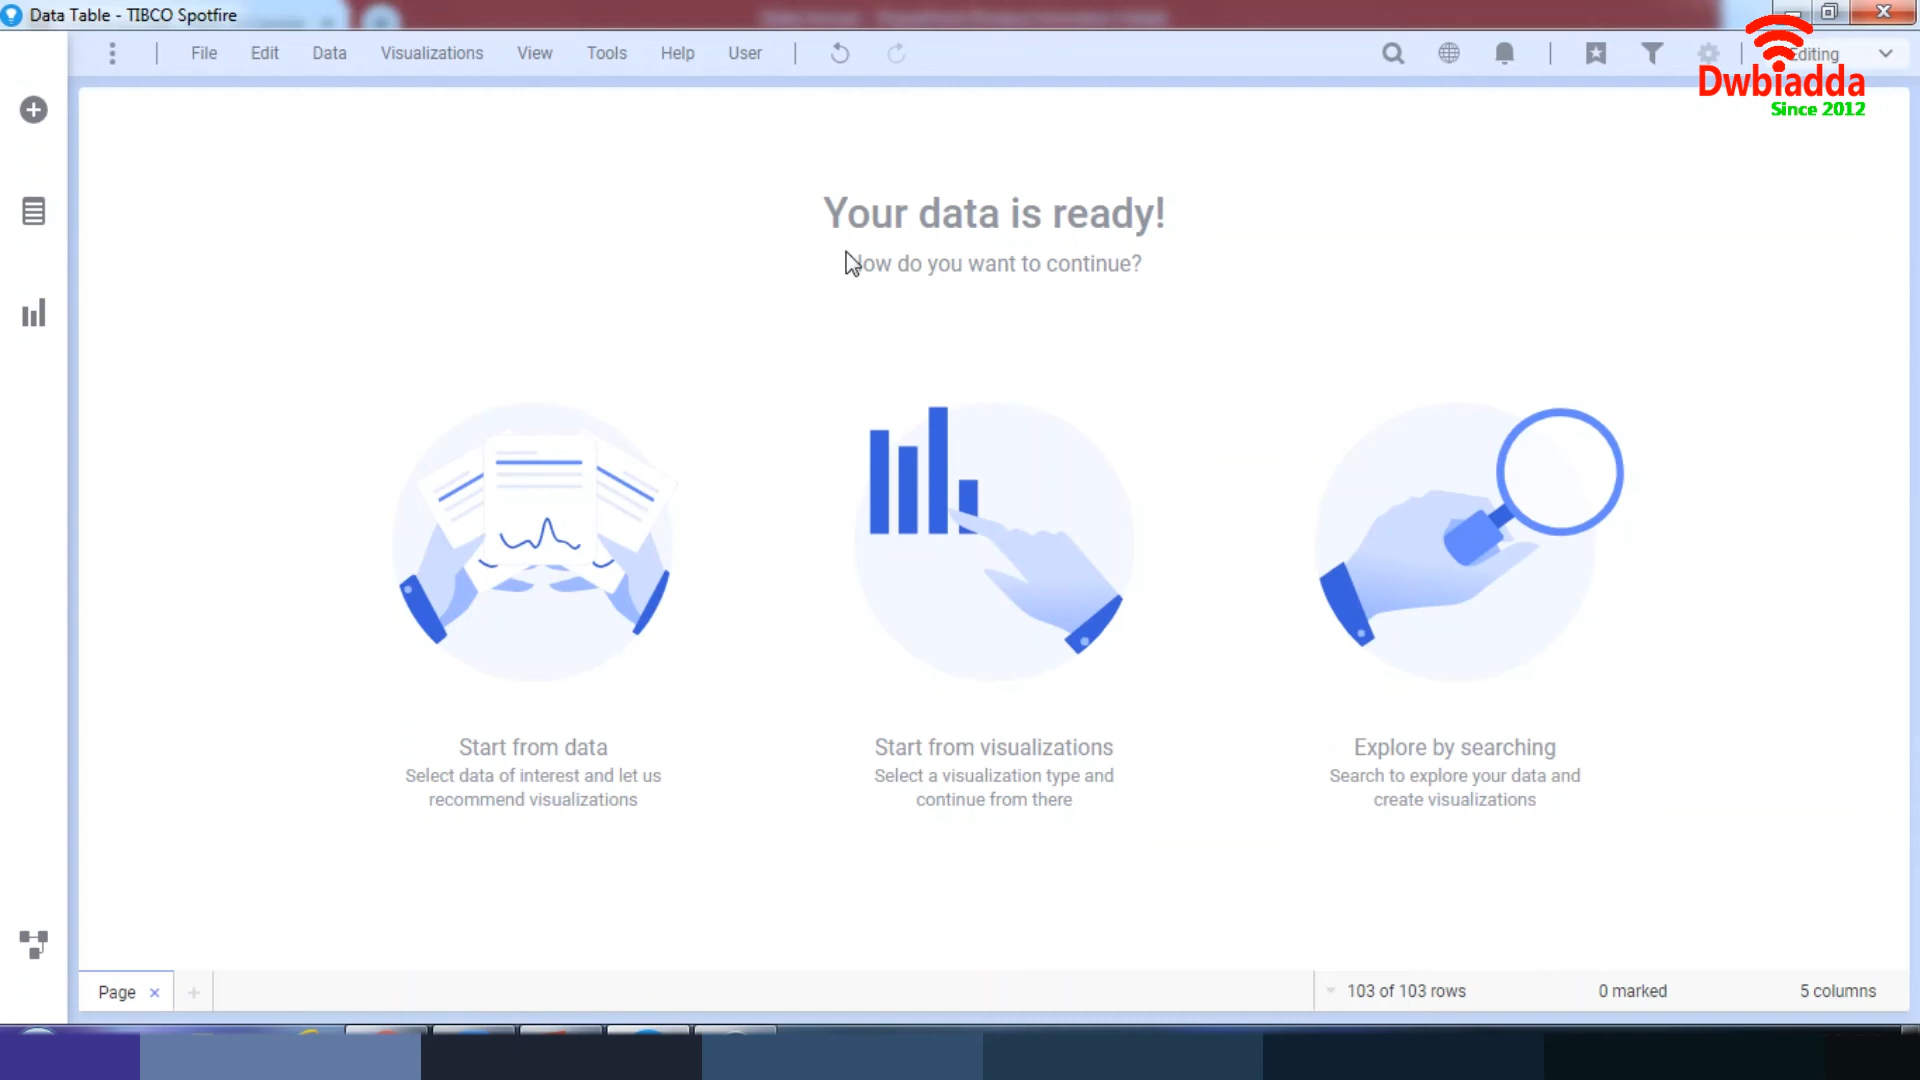 Data Table - TIBCO Spotfire
File Edit Data Visualizations View Tools Help User
Editing
Dwbiadda
Since 2012
Your data is ready!
How do you want to continue?
Start from data
Select data of interest and let us
recommend visualizations
Start from visualizations
Select a visualization type and
continue from there
Explore by searching
Search to explore your data and
create visualizations
Page
103 of 103 rows 0 marked 5 columns